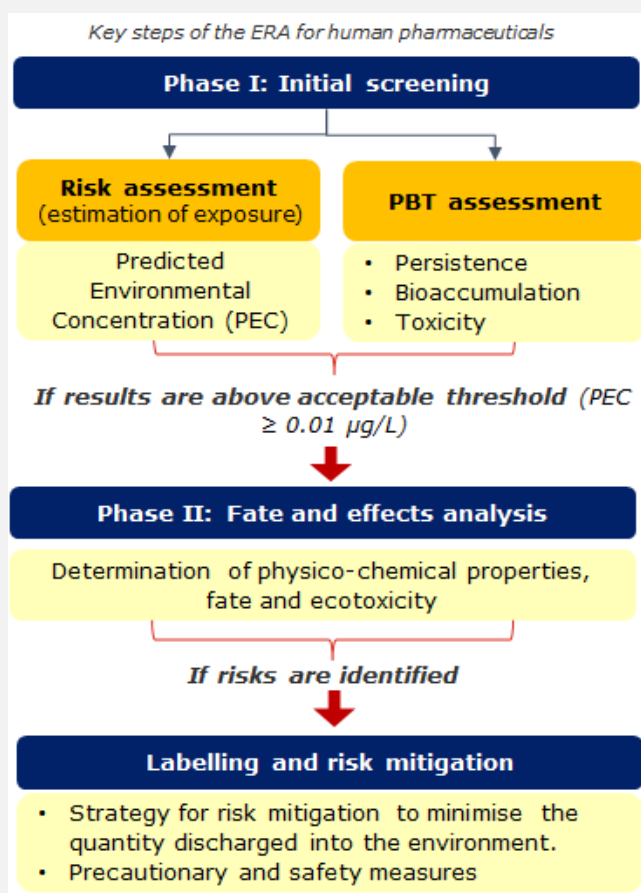 Key steps of the ERA for human pharmaceuticals
Phase I: Initial screening
Risk assessment
(estimation of exposure)
Predicted
Environmental
Concentration (PEC)
PBT assessment
• Persistence
• Bioaccumulation
• Toxicity
If results are above acceptable threshold (PEC
≥ 0.01 µg/L)
Phase II: Fate and effects analysis
Determination of physico-chemical properties,
fate and ecotoxicity
If risks are identified
Labelling and risk mitigation
• Strategy for risk mitigation to minimise the
quantity discharged into the environment.
• Precautionary and safety measures